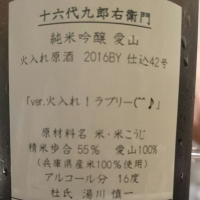 十六代九郎右衛門
純米吟醸 愛山
火入れ原酒 2016BY 仕込42号
「ver.火入れ!ラブリー(^^♪」
原材料名 米・米こうじ
精米歩合 55% 愛山100%
(兵庫県産米100%使用)
アルコール分 16度
杜氏 湯川 慎一